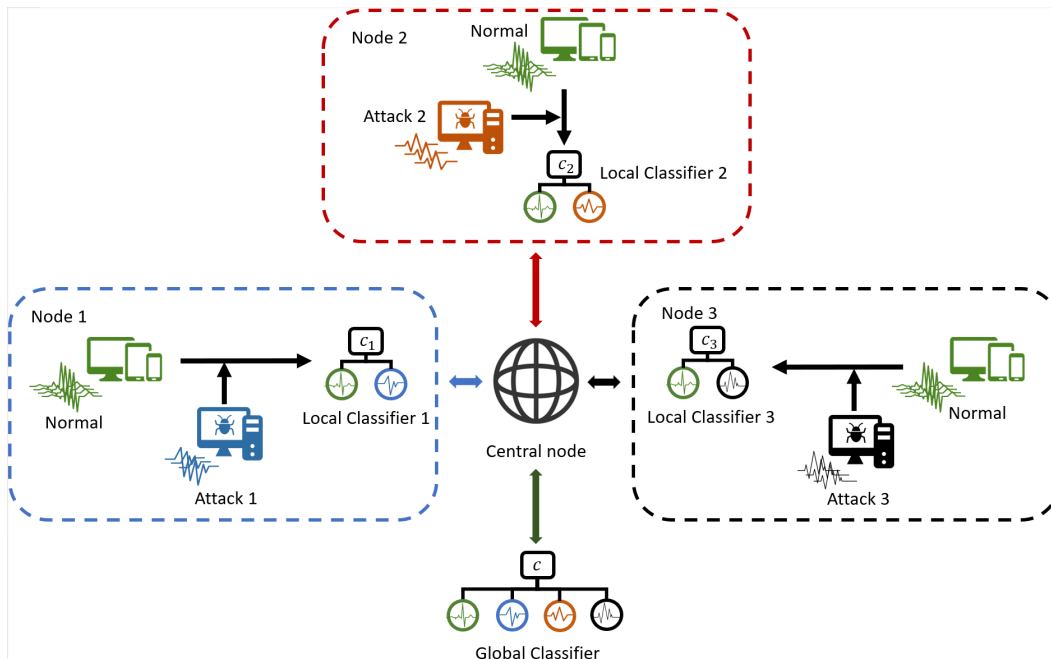 Node 2
Normal
Attack 2
c₂
Local Classifier 2
Node 1
Normal
Attack 1
c₁
Local Classifier 1
Node 3
c₃
Local Classifier 3
Normal
Attack 3
Central node
c
Global Classifier